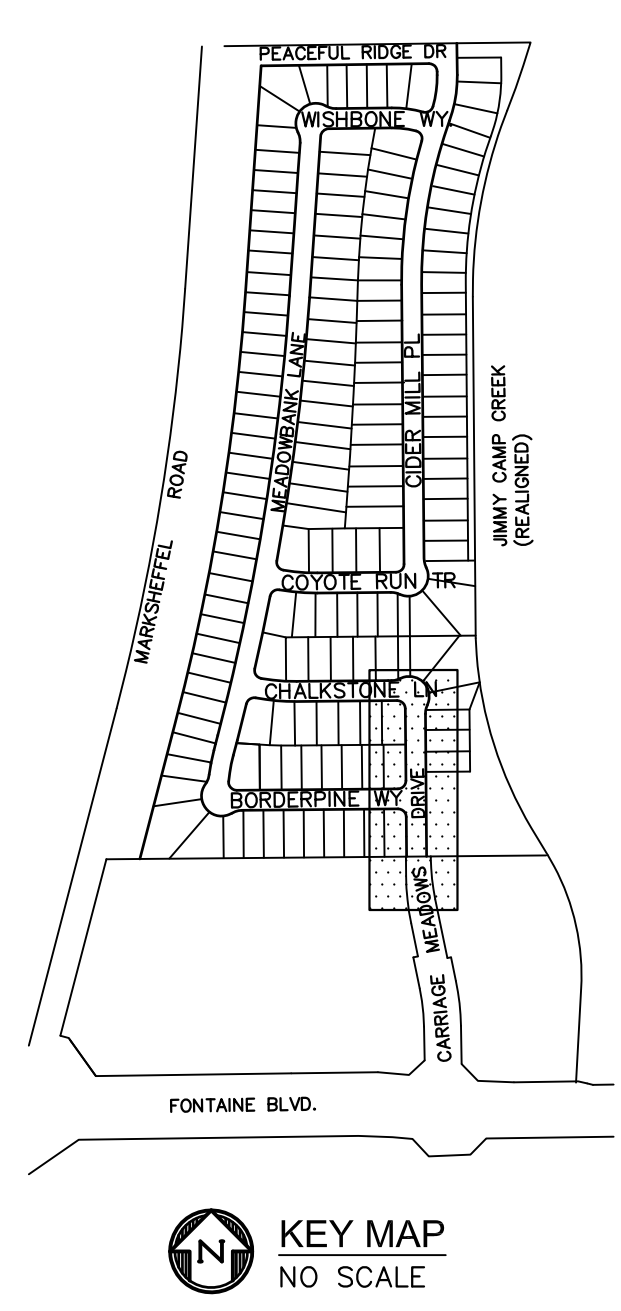 PEACEFUL RIDGE DR
WISHBONE WY
MEADOWBANK LANE
CIDER MILL PL
JIMMY CAMP CREEK
(REALIGNED)
MARKSHEFFEL ROAD
COYOTE RUN TR
CHALKSTONE LN
BORDERPINE WY
CARRIAGE MEADOWS DRIVE
FONTAINE BLVD.
N
KEY MAP
NO SCALE